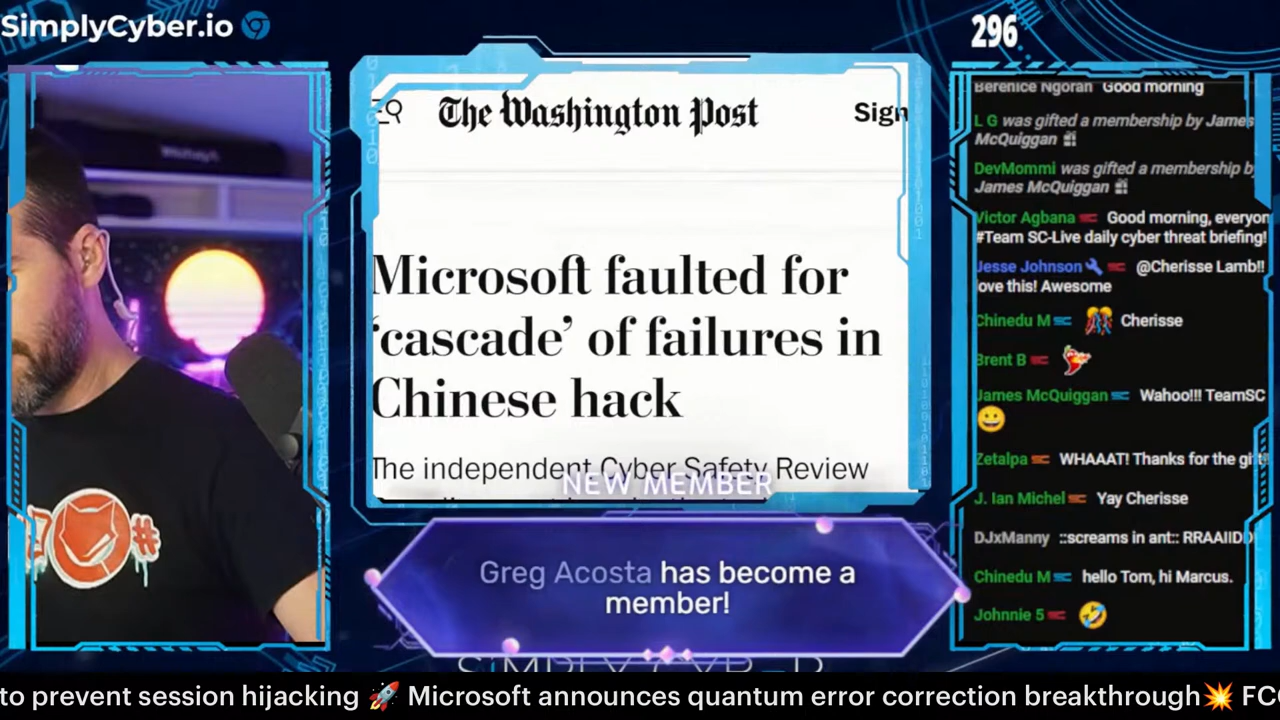 SimplyCyber.io
296
The Washington Post
Sign
Microsoft faulted for
‘cascade’ of failures in
Chinese hack
The independent Cyber Safety Review
NEW MEMBER
Greg Acosta has become a
member!
SIMPLY CYBER
Berenice Ngoran Good morning
L G was gifted a membership by James
McQuiggan
DevMommi was gifted a membership b
James McQuiggan
Victor Agbana Good morning, everyon
#Team SC-Live daily cyber threat briefing!
Jesse Johnson @Cherisse Lamb!!
ove this! Awesome
Chinedu M Cherisse
Brent B
James McQuiggan Wahoo!!! TeamSC
Zetalpa WHAAAT! Thanks for the gi
J. Ian Michel Yay Cherisse
DJxManny ::screams in ant:: RRAAIIDD
Chinedu M hello Tom, hi Marcus.
Johnnie 5
to prevent session hijacking 🚀 Microsoft announces quantum error correction breakthrough💥 FC